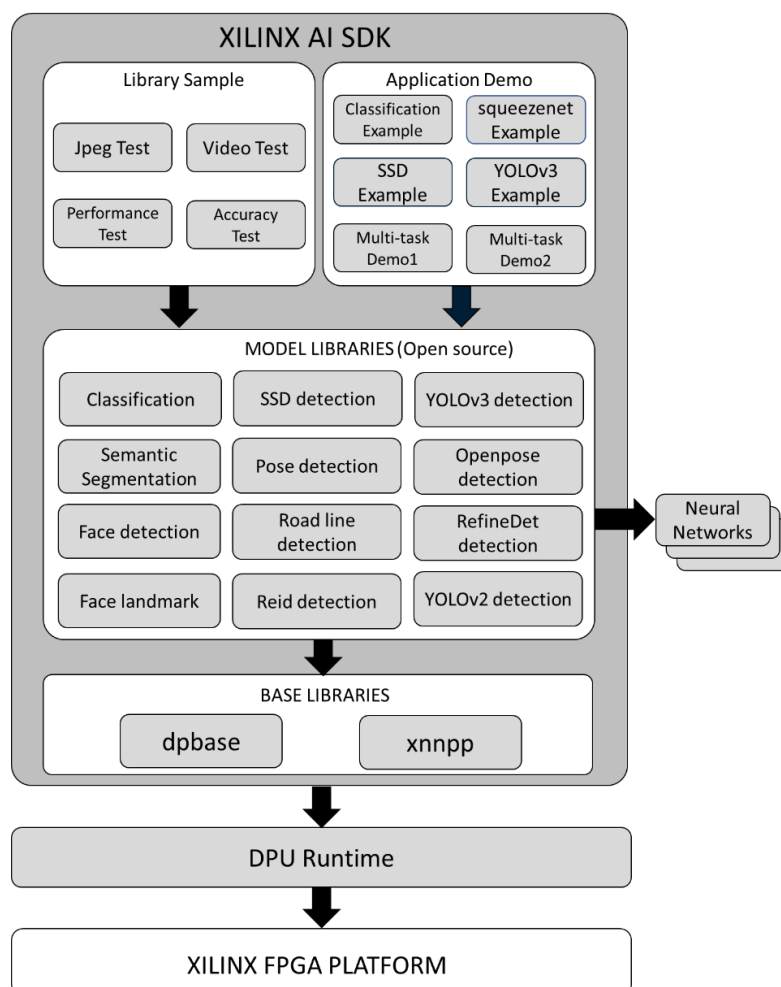 XILINX AI SDK
Library Sample
Jpeg Test
Video Test
Performance
Test
Accuracy
Test
Application Demo
Classification
Example
squeezenet
Example
SSD
Example
YOLOv3
Example
Multi-task
Demo1
Multi-task
Demo2
MODEL LIBRARIES (Open source)
Classification
SSD detection
YOLOv3 detection
Semantic
Segmentation
Pose detection
Openpose
detection
Face detection
Road line
detection
RefineDet
detection
Face landmark
Reid detection
YOLOv2 detection
Neural
Networks
BASE LIBRARIES
dpbase
xnnpp
DPU Runtime
XILINX FPGA PLATFORM